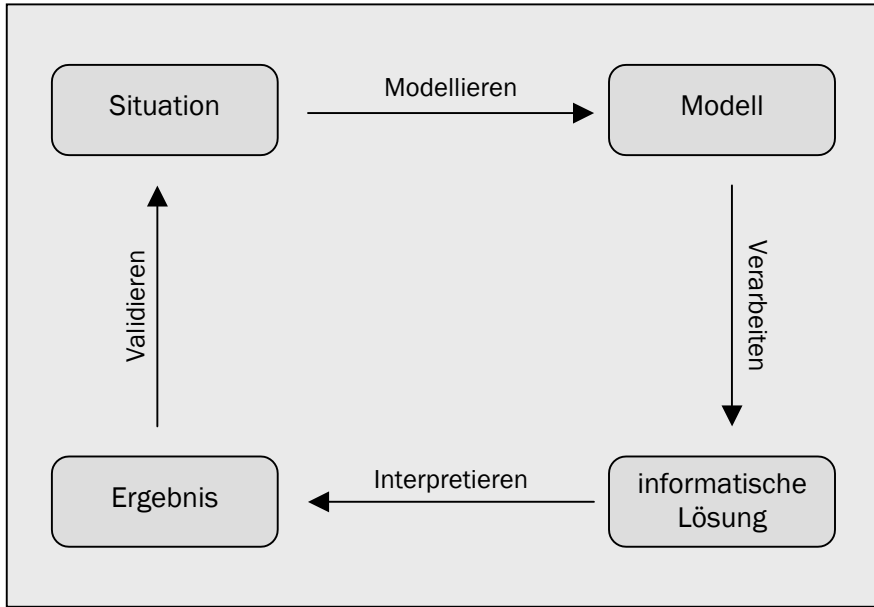 Situation
Modellieren
Modell
Validieren
Verarbeiten
Ergebnis
Interpretieren
informatische
Lösung